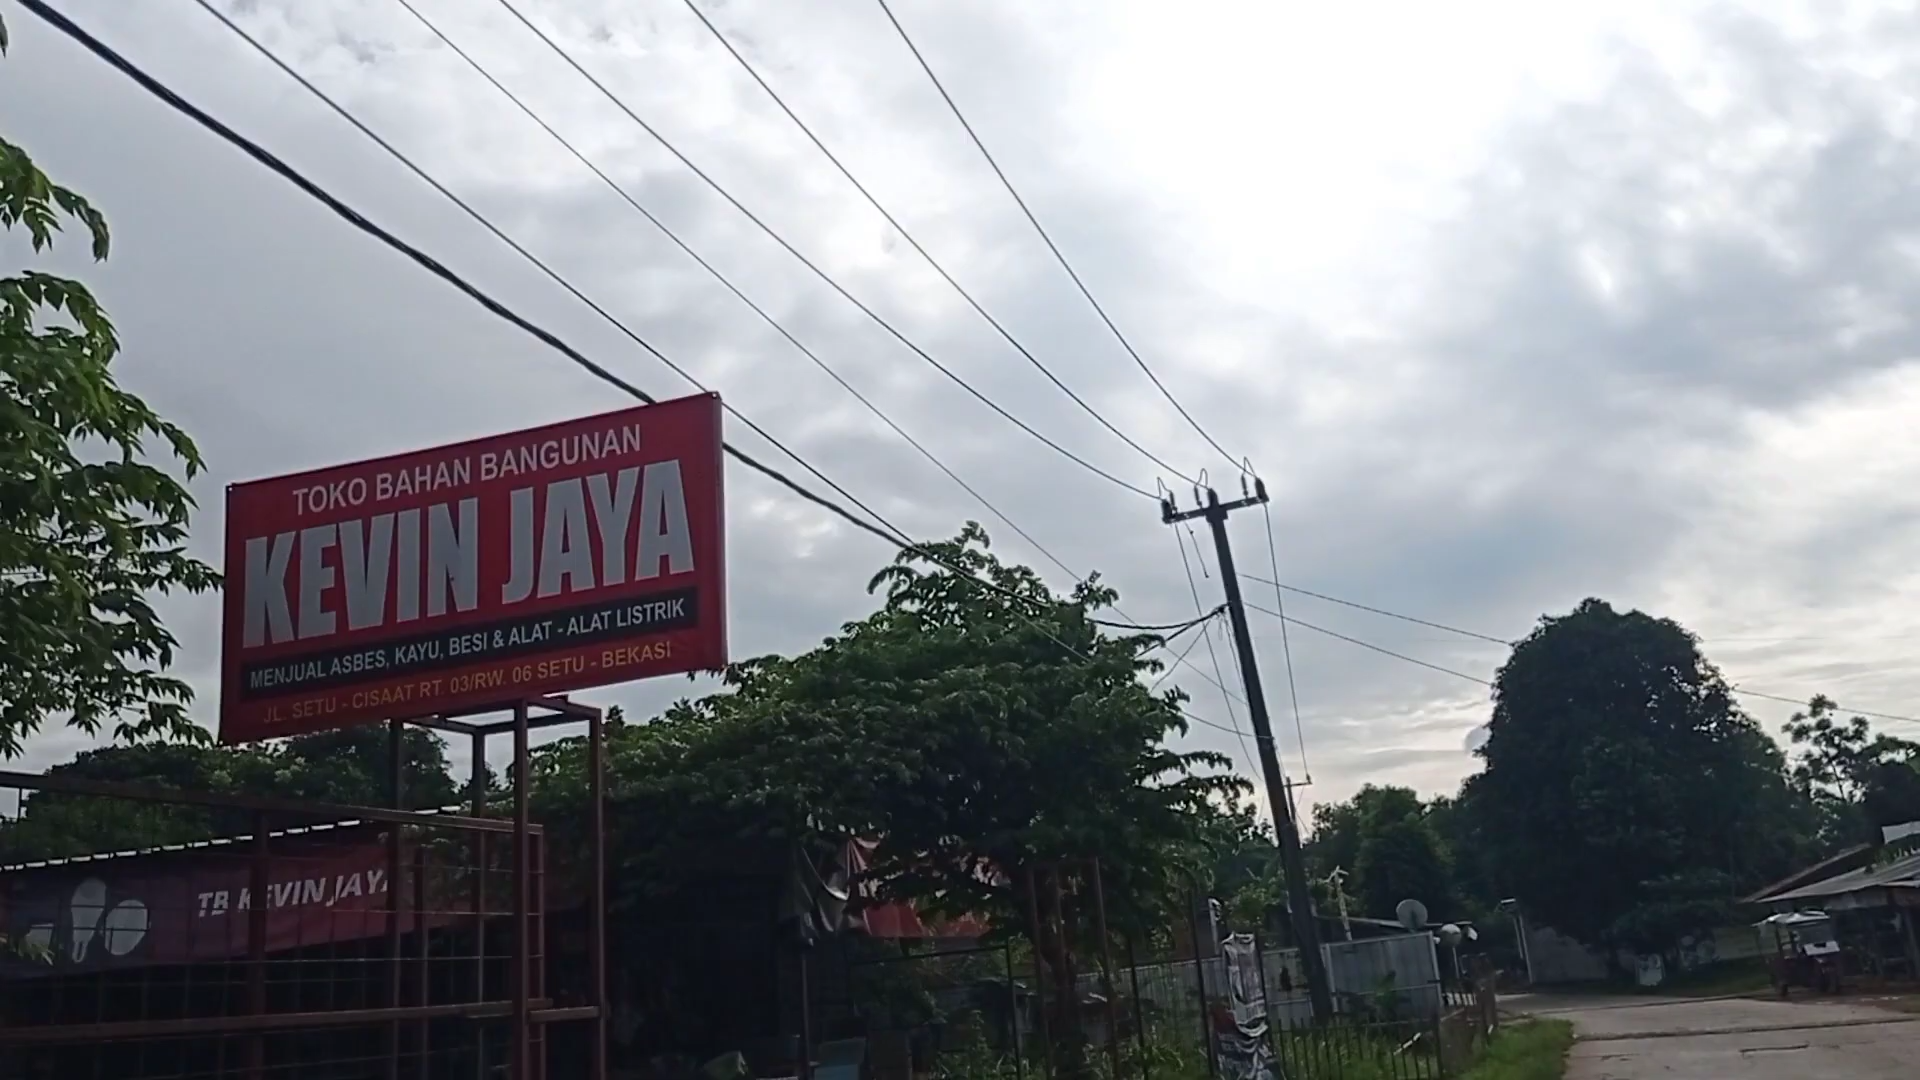 TOKO BAHAN BANGUNAN
KEVIN JAYA
MENJUAL ASBES, KAYU, BESI & ALAT - ALAT LISTRIK
JL. SETU - CISAAT RT. 03/RW. 06 SETU - BEKASI
TB KEVIN JAYA